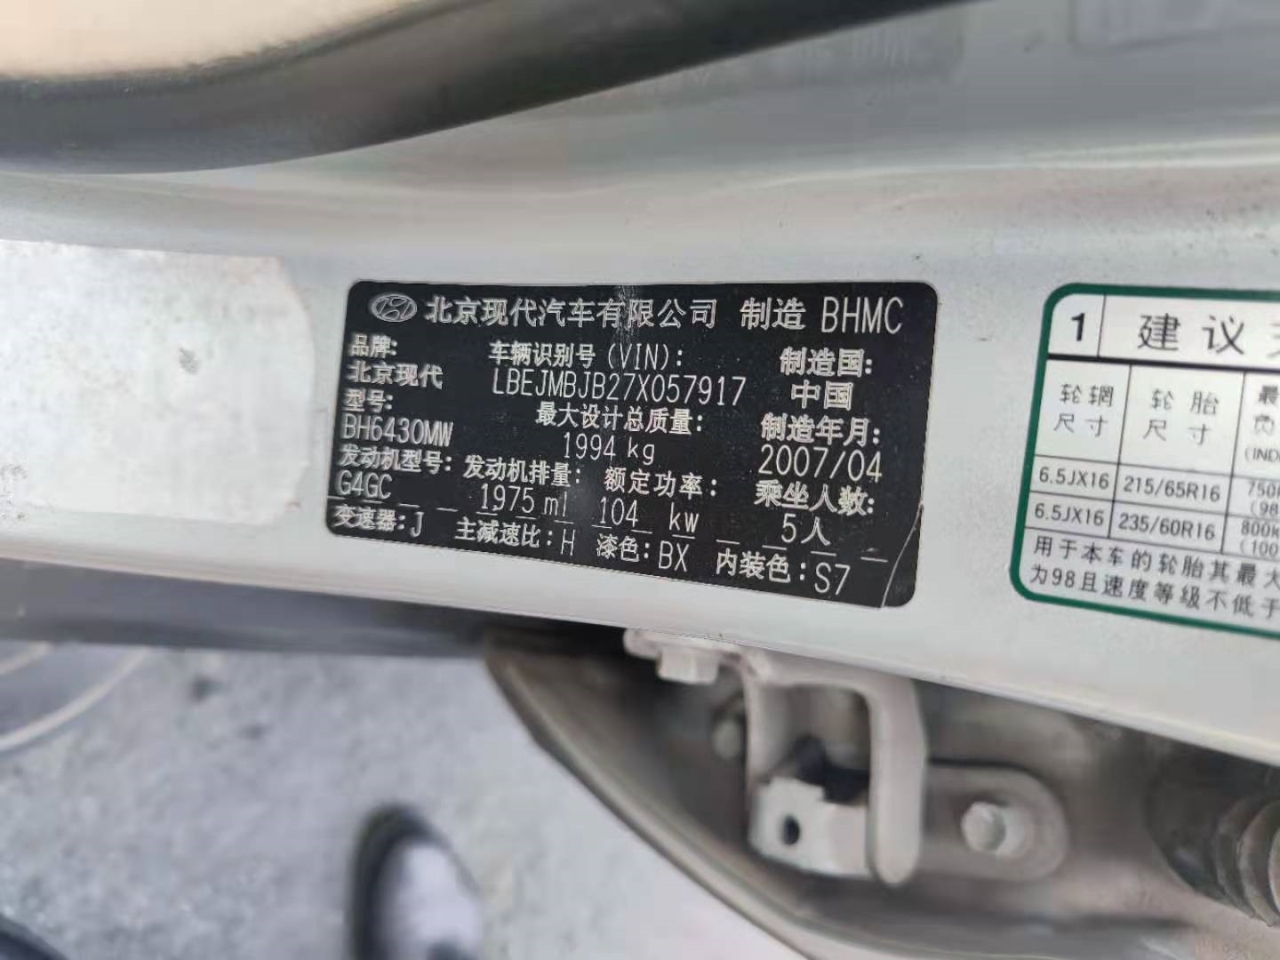 北京现代汽车有限公司 制造 BHMC
品牌: 车辆识别号 (VIN): 制造国:
北京现代 LBEJMBJB27X057917 中国
型号: 最大设计总质量: 制造年月:
BH6430MW 1994 kg 2007/04
发动机型号: 发动机排量: 额定功率: 乘坐人数:
G4GC 1975 ml 104 kw 5人
变速器: J 主减速比: H 漆色: BX 内装色: S7
1 建 议
轮辋尺寸 轮胎尺寸
6.5JX16 215/65R16
6.5JX16 235/60R16
用于本车的轮胎其最大
为98且速度等级不低于